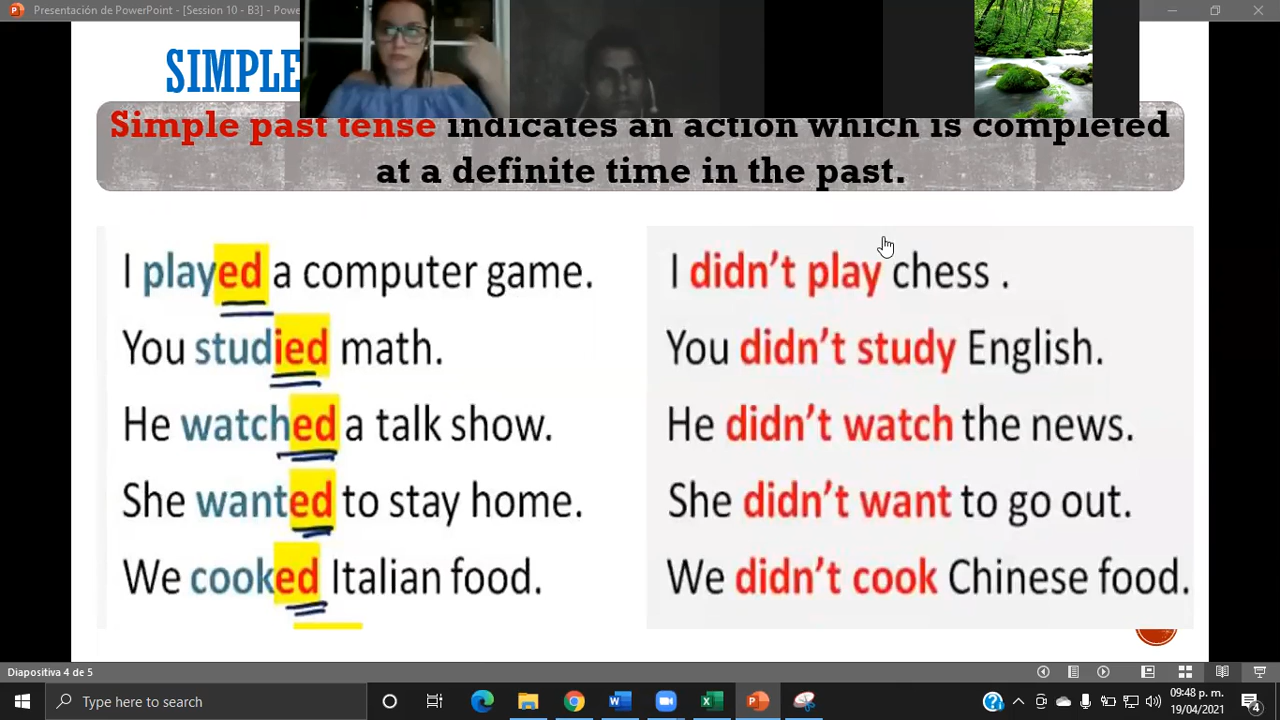 Presentación de PowerPoint - [Session 10 - B3] - Pow
SIMPLE
Simple past tense indicates an action which is completed
at a definite time in the past.
I played a computer game.
You studied math.
He watched a talk show.
She wanted to stay home.
We cooked Italian food.
I didn't play chess .
You didn't study English.
He didn't watch the news.
She didn't want to go out.
We didn't cook Chinese food.
Diapositiva 4 de 5
Type here to search
09:48 p. m.
19/04/2021
4